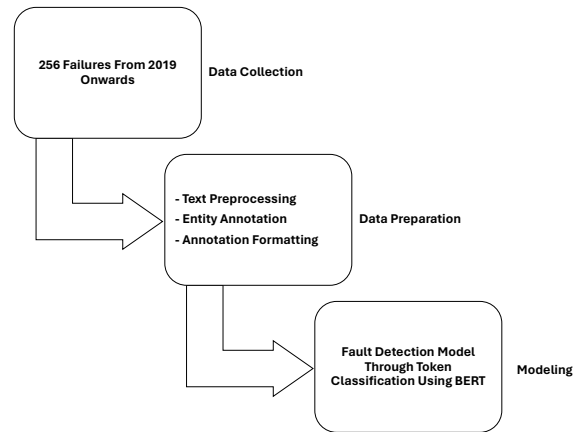 256 Failures From 2019
Onwards
Data Collection
- Text Preprocessing
- Entity Annotation
- Annotation Formatting
Data Preparation
Fault Detection Model
Through Token
Classification Using BERT
Modeling